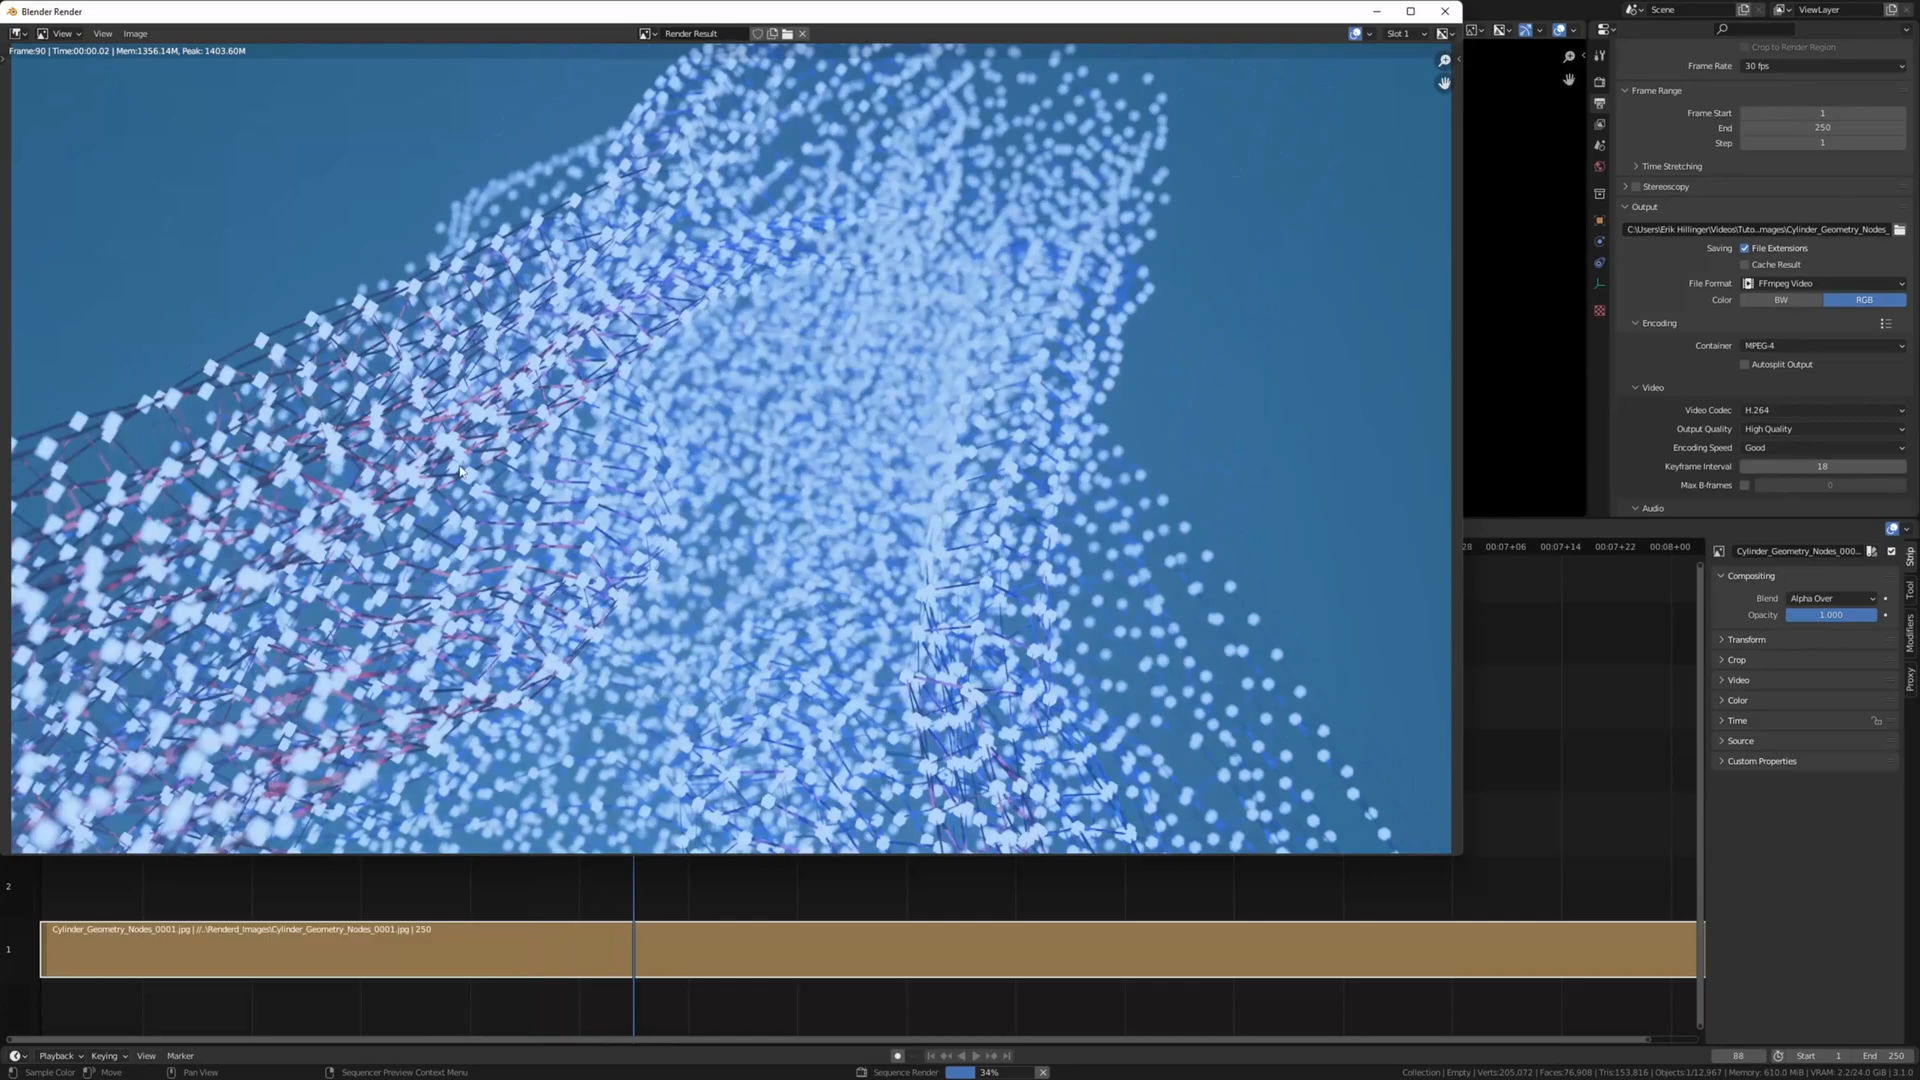 Blender Render
Scene
ViewLayer
View
View
Image
Render Result
Slot 1
Frame:90 | Time:00:00.02 | Mem:1356.14M, Peak: 1403.60M
Crop to Render Region
Frame Rate
30 fps
Frame Range
Frame Start
1
End
250
Step
1
Time Stretching
Stereoscopy
Output
C:\Users\Erik Hillinger\Videos\Tuto...mages\Cylinder_Geometry_Nodes_
Saving
File Extensions
Cache Result
File Format
FFmpeg Video
Color
BW
RGB
Encoding
Container
MPEG-4
Autosplit Output
Video
Video Codec
H.264
Output Quality
High Quality
Encoding Speed
Good
Keyframe Interval
18
Max B-frames
0
Audio
28
00:07+06
00:07+14
00:07+22
00:08+00
Cylinder_Geometry_Nodes_000...
Compositing
Blend
Alpha Over
Opacity
1.000
Transform
Crop
Video
Color
Time
Source
Custom Properties
Strip
Tool
Modifiers
Proxy
2
1
Cylinder_Geometry_Nodes_0001.jpg | //..\Renderd_Images\Cylinder_Geometry_Nodes_0001.jpg | 250
Playback
Keying
View
Marker
88
Start
1
End
250
Sample Color
Move
Pan View
Sequencer Preview Context Menu
Sequence Render
34%
Collection | Empty | Verts:205,072 | Faces:76,908 | Tris:153,816 | Objects:1/12,967 | Memory: 610.0 MiB | VRAM: 2.2/24.0 GiB | 3.1.0